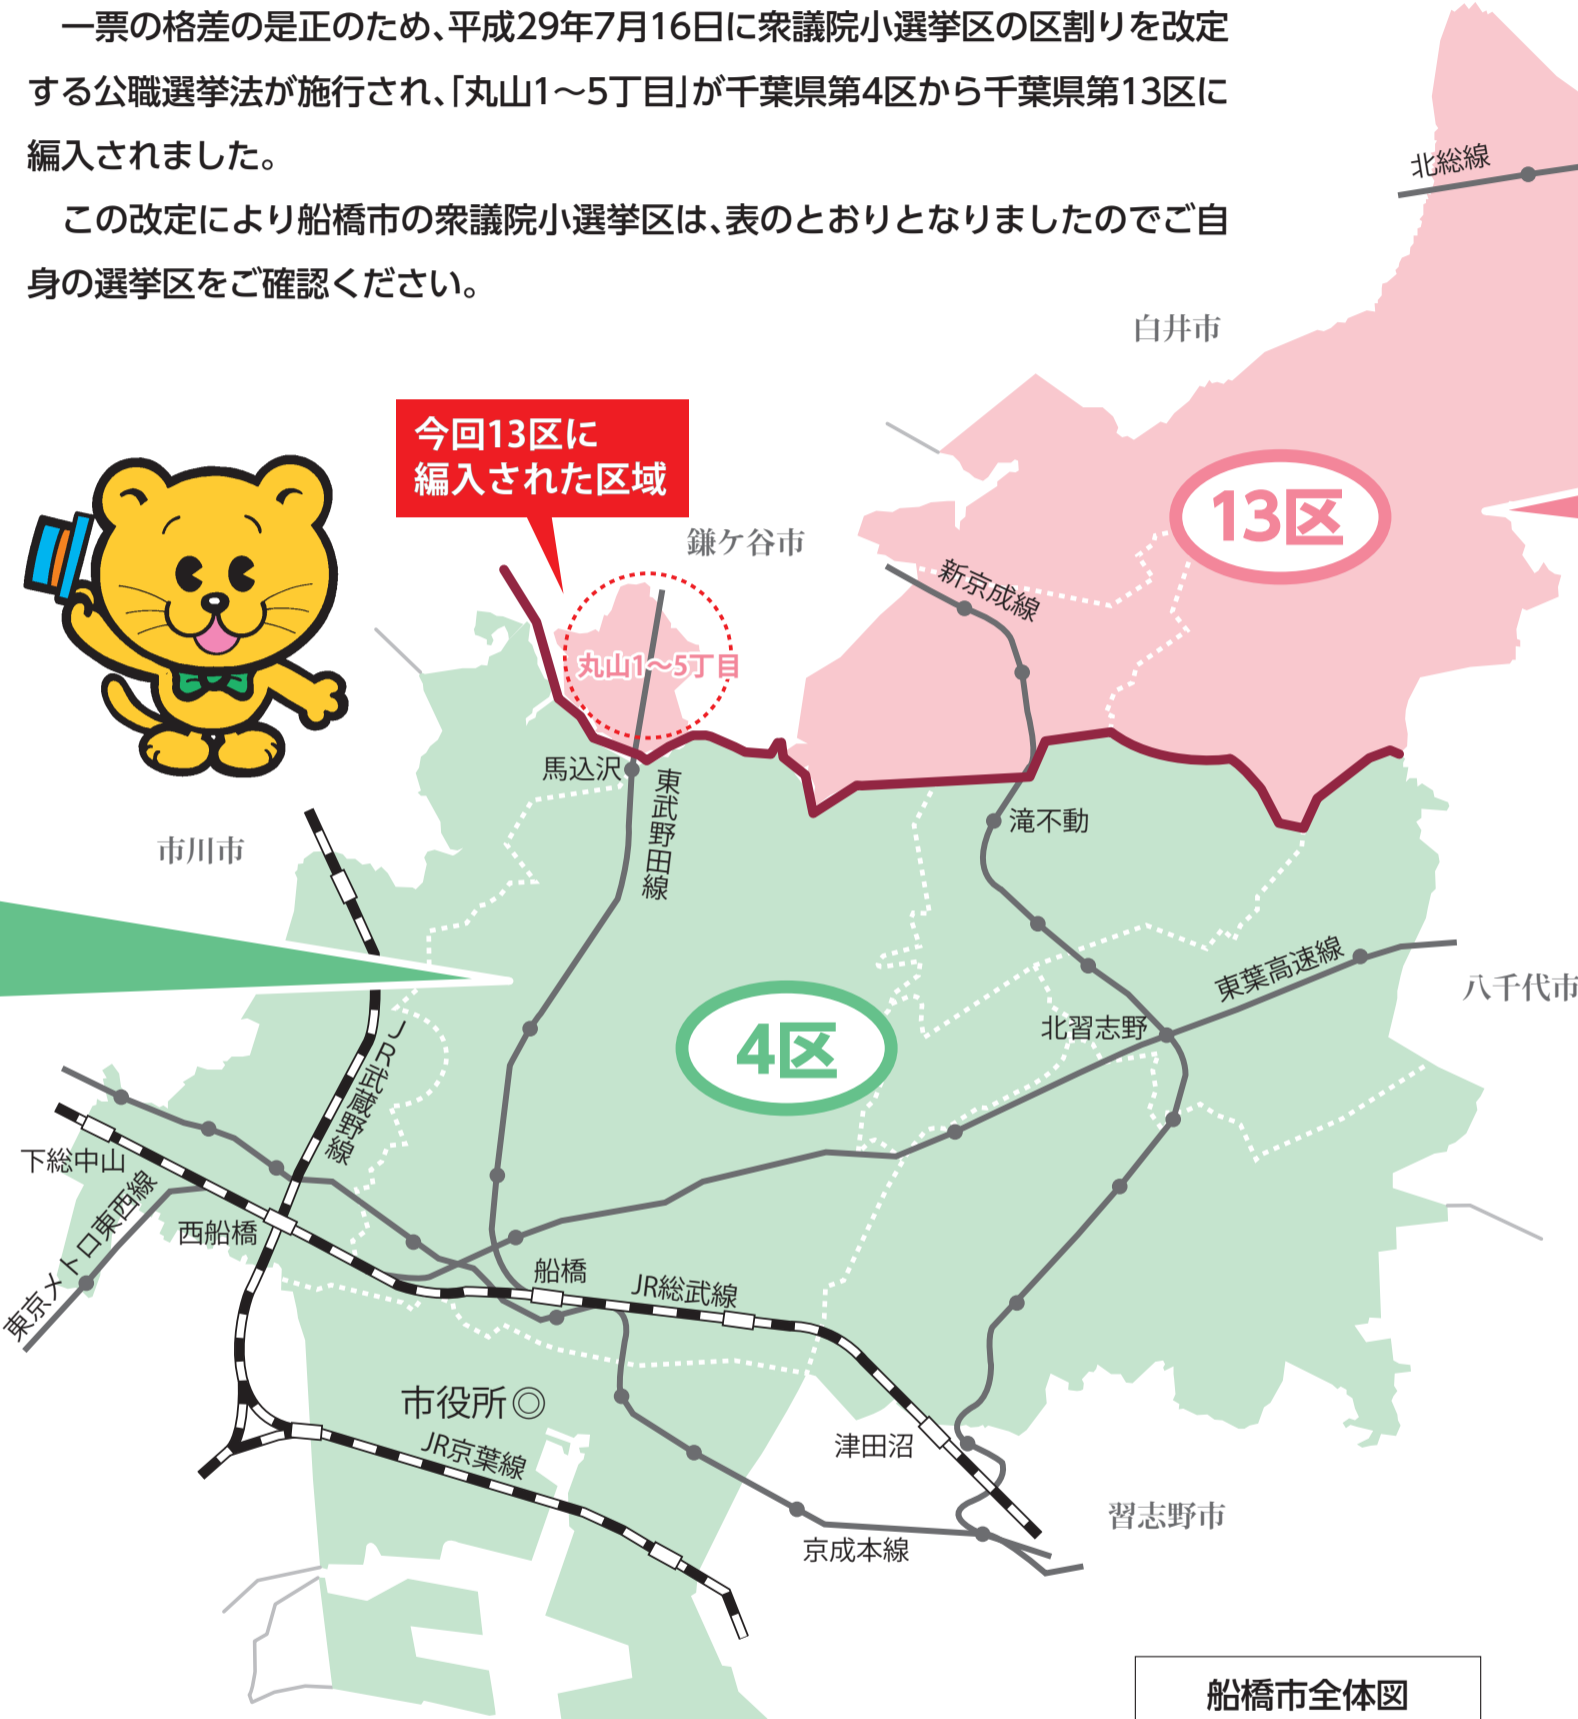 一票の格差の是正のため、平成29年7月16日に衆議院小選挙区の区割りを改定
する公職選挙法が施行され、「丸山1～5丁目」が千葉県第4区から千葉県第13区に
編入されました。
この改定により船橋市の衆議院小選挙区は、表のとおりとなりましたのでご自
身の選挙区をご確認ください。
北総線
白井市
今回13区に
編入された区域
鎌ケ谷市
13区
新京成線
丸山1～5丁目
馬込沢
東武野田線
滝不動
市川市
東葉高速線
八千代市
北習志野
4区
JR武蔵野線
下総中山
東京メトロ東西線
西船橋
船橋
JR総武線
市役所◎
JR京葉線
津田沼
習志野市
京成本線
船橋市全体図